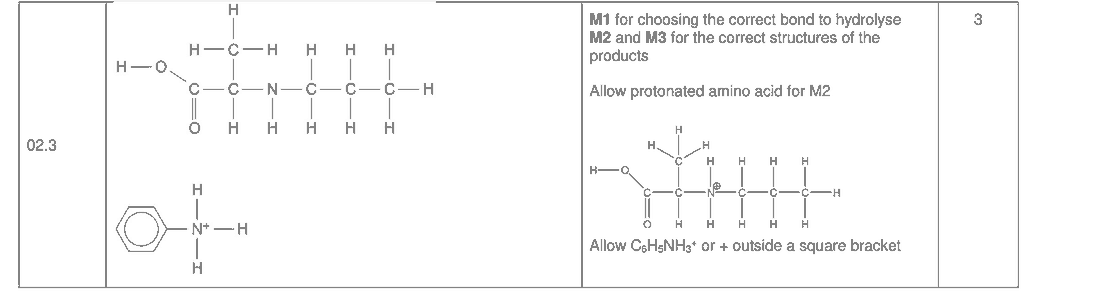 02.3
H
H C H H H H
H O
C C N C C C H
O H H H H H
H
N+ H
H
M1 for choosing the correct bond to hydrolyse
M2 and M3 for the correct structures of the
products
Allow protonated amino acid for M2
H
H H
C H H H H
H O
C C N⊕ C C C H
O H H H H H
Allow C₆H₅NH₃⁺ or + outside a square bracket
3